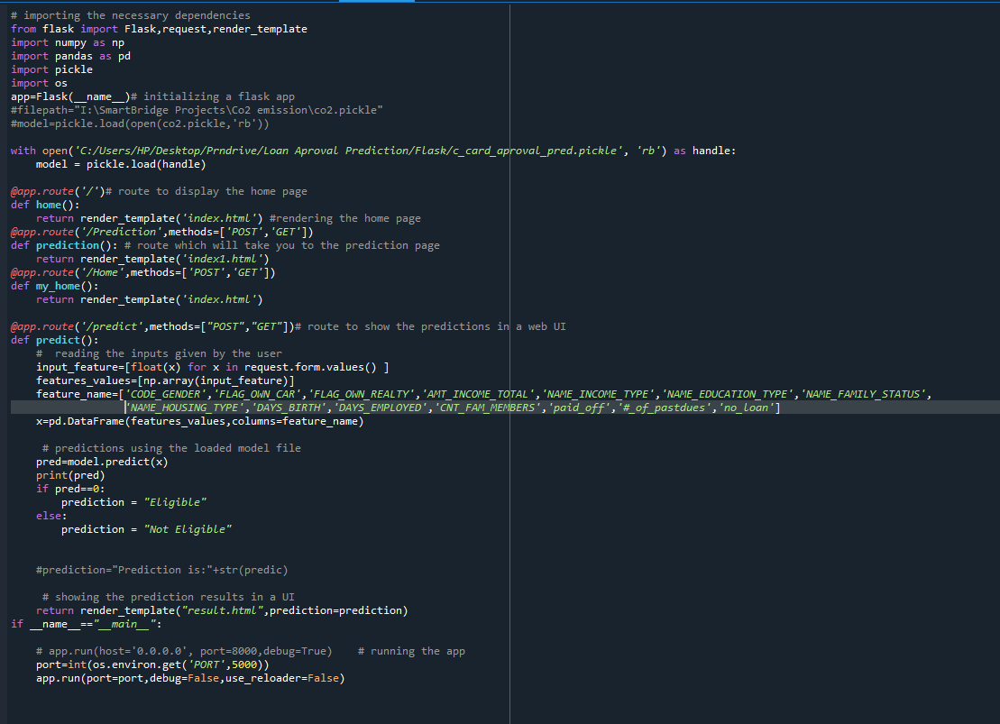 # importing the necessary dependencies
from flask import Flask,request,render_template
import numpy as np
import pandas as pd
import pickle
import os
app=Flask(__name__)# initializing a flask app
#filepath="I:\SmartBridge Projects\Co2 emission\co2.pickle"
#model=pickle.load(open(co2.pickle,'rb'))
with open('C:/Users/HP/Desktop/Prndrive/Loan Aproval Prediction/Flask/c_card_aproval_pred.pickle', 'rb') as handle:
    model = pickle.load(handle)
@app.route('/')# route to display the home page
def home():
    return render_template('index.html') #rendering the home page
@app.route('/Prediction',methods=['POST','GET'])
def prediction(): # route which will take you to the prediction page
    return render_template('index1.html')
@app.route('/Home',methods=['POST','GET'])
def my_home():
    return render_template('index.html')
@app.route('/predict',methods=["POST","GET"])# route to show the predictions in a web UI
def predict():
    #  reading the inputs given by the user
    input_feature=[float(x) for x in request.form.values() ]
    features_values=[np.array(input_feature)]
    feature_name=['CODE_GENDER','FLAG_OWN_CAR','FLAG_OWN_REALTY','AMT_INCOME_TOTAL','NAME_INCOME_TYPE','NAME_EDUCATION_TYPE','NAME_FAMILY_STATUS',
                  'NAME_HOUSING_TYPE','DAYS_BIRTH','DAYS_EMPLOYED','CNT_FAM_MEMBERS','paid_off','#_of_pastdues','no_loan']
    x=pd.DataFrame(features_values,columns=feature_name)
     # predictions using the loaded model file
    pred=model.predict(x)
    print(pred)
    if pred==0:
        prediction = "Eligible"
    else:
        prediction = "Not Eligible"
    #prediction="Prediction is:"+str(predic)
     # showing the prediction results in a UI
    return render_template("result.html",prediction=prediction)
if __name__=="__main__":
    # app.run(host='0.0.0.0', port=8000,debug=True)    # running the app
    port=int(os.environ.get('PORT',5000))
    app.run(port=port,debug=False,use_reloader=False)